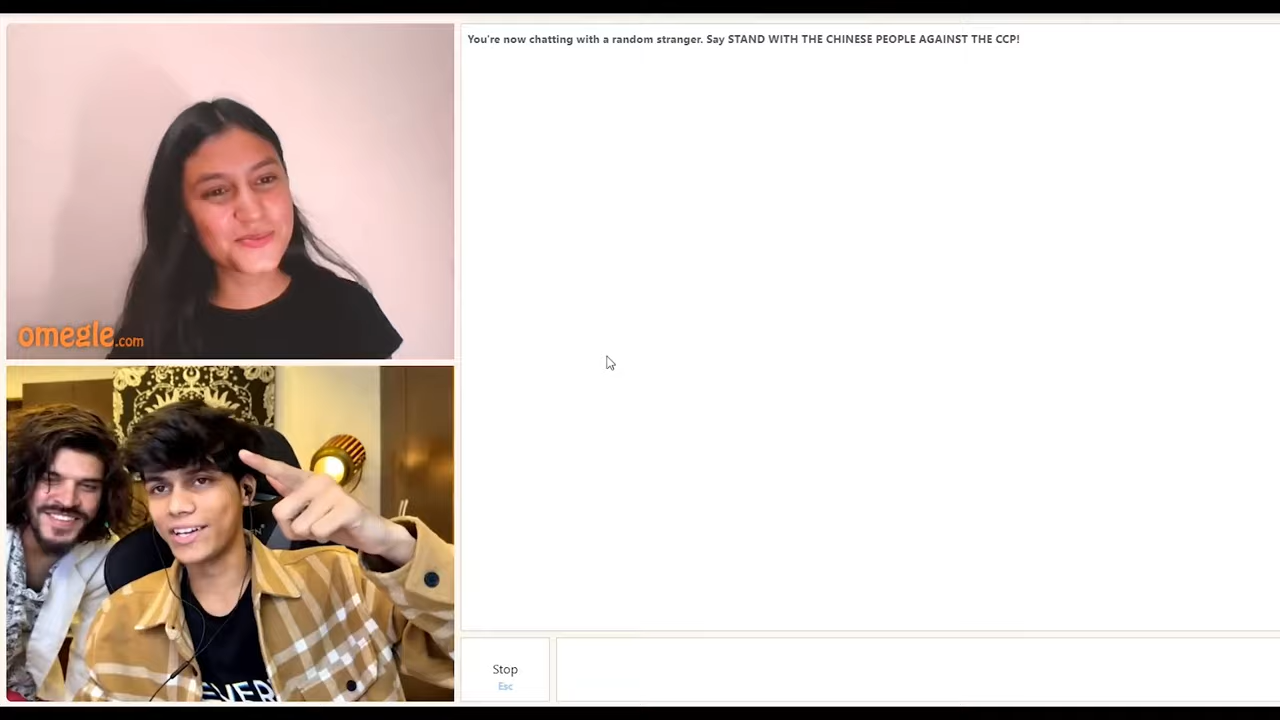 You're now chatting with a random stranger. Say STAND WITH THE CHINESE PEOPLE AGAINST THE CCP!
omegle.com
EVER
Stop
Esc